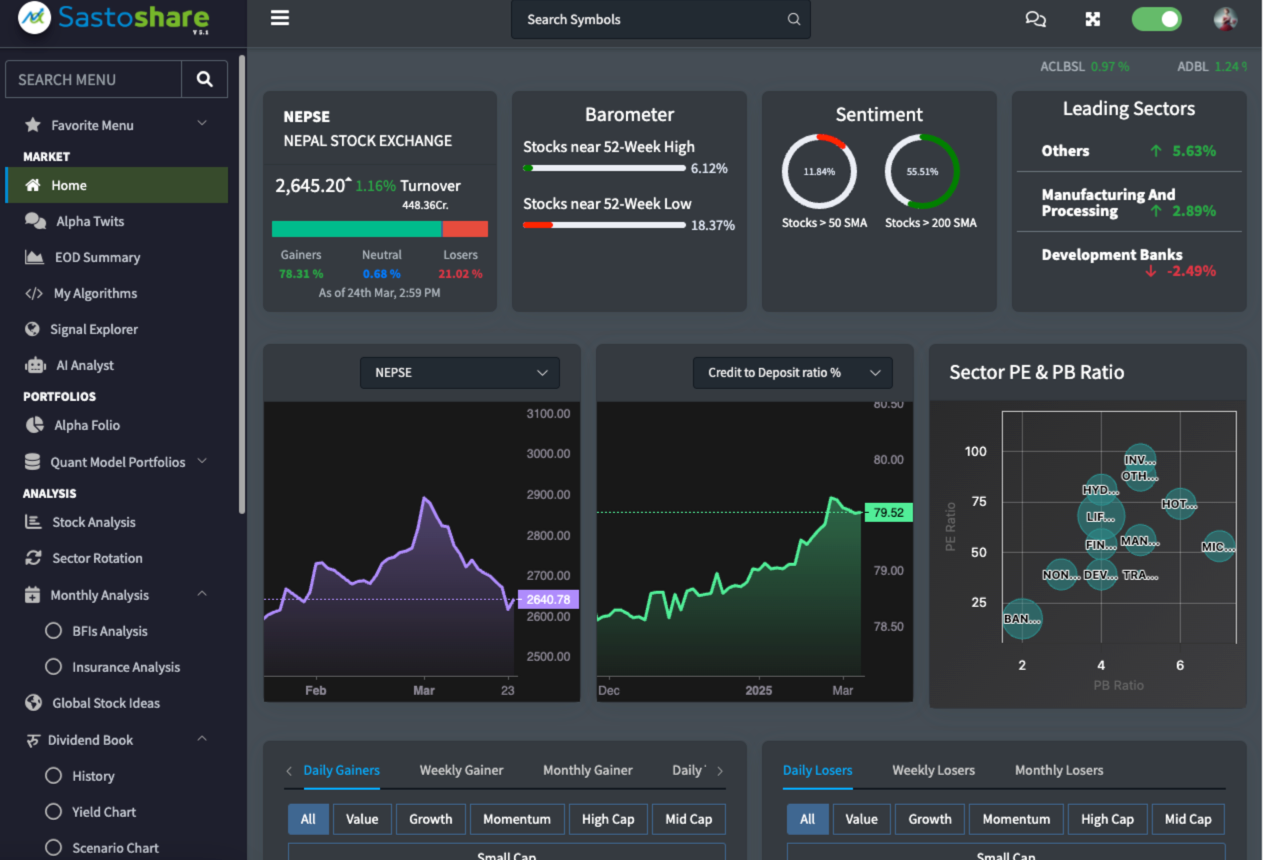 Sastoshare
V 5.1
Search Symbols
ACLBSL 0.97 % ADBL 1.24
SEARCH MENU
Favorite Menu
MARKET
Home
Alpha Twits
EOD Summary
My Algorithms
Signal Explorer
AI Analyst
PORTFOLIOS
Alpha Folio
Quant Model Portfolios
ANALYSIS
Stock Analysis
Sector Rotation
Monthly Analysis
BFIs Analysis
Insurance Analysis
Global Stock Ideas
Dividend Book
History
Yield Chart
Scenario Chart
NEPSE
NEPAL STOCK EXCHANGE
2,645.20 1.16% Turnover
448.36Cr.
Gainers Neutral Losers
78.31 % 0.68 % 21.02 %
As of 24th Mar, 2:59 PM
Barometer
Stocks near 52-Week High
6.12%
Stocks near 52-Week Low
18.37%
Sentiment
11.84% 55.51%
Stocks > 50 SMA Stocks > 200 SMA
Leading Sectors
Others ↑ 5.63%
Manufacturing And
Processing ↑ 2.89%
Development Banks
↓ -2.49%
NEPSE
3100.00
3000.00
2900.00
2800.00
2700.00
2640.78
2600.00
2500.00
Feb Mar 23
Credit to Deposit ratio %
80.50
80.00
79.52
79.00
78.50
Dec 2025 Mar
Sector PE & PB Ratio
PE Ratio
100
75
50
25
INV...
OTH...
HYD...
HOT...
LIF...
FIN... MAN...
MIC...
NON... DEV... TRA...
BAN...
2 4 6
PB Ratio
Daily Gainers Weekly Gainer Monthly Gainer Daily
All Value Growth Momentum High Cap Mid Cap
Small Cap
Daily Losers Weekly Losers Monthly Losers
All Value Growth Momentum High Cap Mid Cap
Small Cap